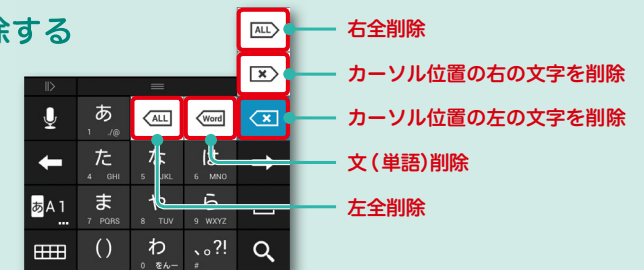 除する
ALL 右全削除
カーソル位置の右の文字を削除
あ 1 ./@ ALL Word カーソル位置の左の文字を削除
た 4 GHI な 5 JKL は 6 MNO 文(単語)削除
あA1 ま 7 PQRS や 8 TUV ら 9 WXYZ 左全削除
() わ 0 をんー 、。?! #